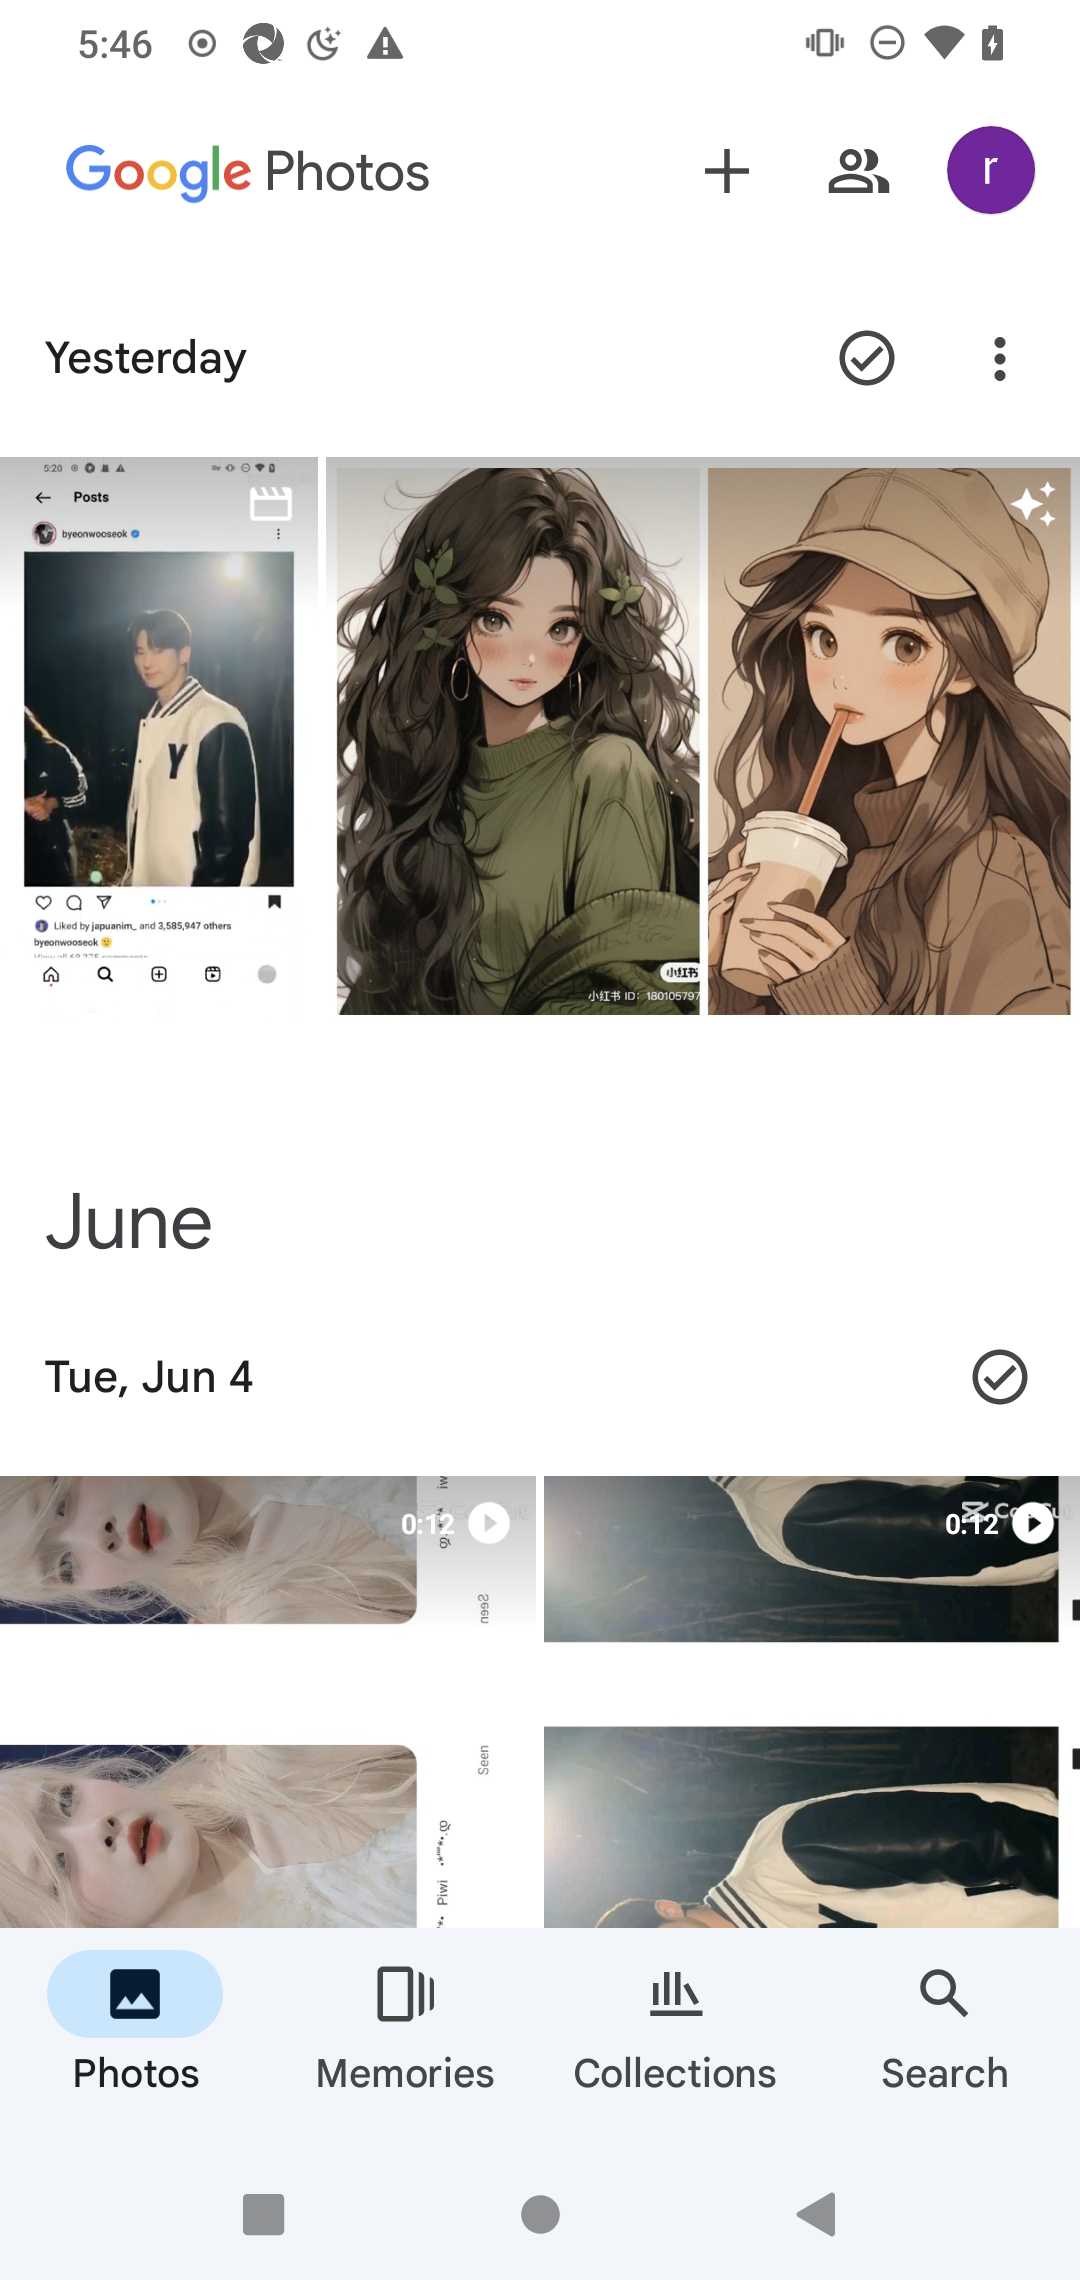 5:46
Google Photos
r
Yesterday
5:20
Posts
byeonwooseok
Y
Liked by japuanim_ and 3,585,947 others
byeonwooseok 🙂
小红书
小红书 ID: 180105797
June
Tue, Jun 4
0:12
Seen
Seen
Piwi
0:12
Photos
Memories
Collections
Search